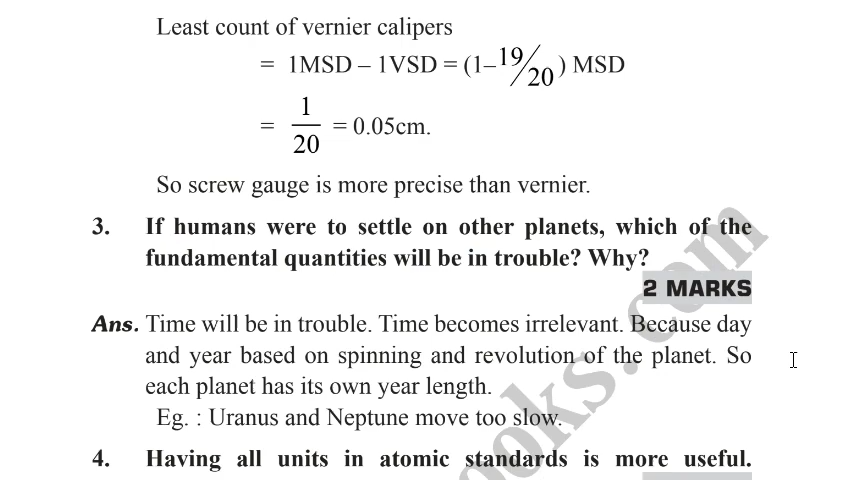 Least count of vernier calipers
= 1MSD – 1VSD = (1–19/20 ) MSD
= 1/20 = 0.05cm.
So screw gauge is more precise than vernier.
3. If humans were to settle on other planets, which of the
fundamental quantities will be in trouble? Why?
2 MARKS
Ans. Time will be in trouble. Time becomes irrelevant. Because day
and year based on spinning and revolution of the planet. So
each planet has its own year length.
Eg. : Uranus and Neptune move too slow.
4. Having all units in atomic standards is more useful.
ooks.com